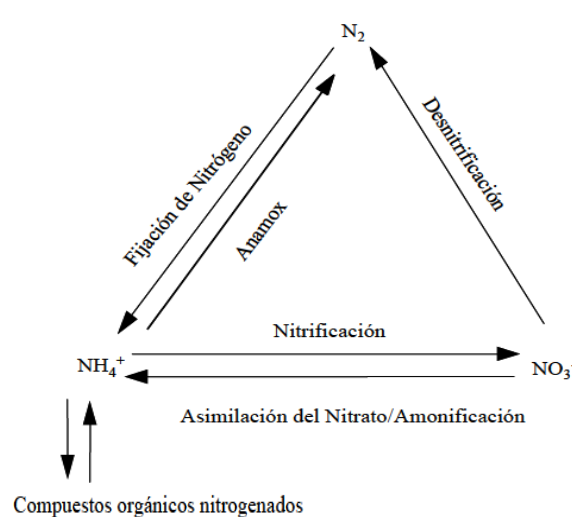 N₂
Fijación de Nitrógeno
Anamox
Desnitrificación
Nitrificación
NH₄⁺
NO₃⁻
Asimilación del Nitrato/Amonificación
Compuestos orgánicos nitrogenados